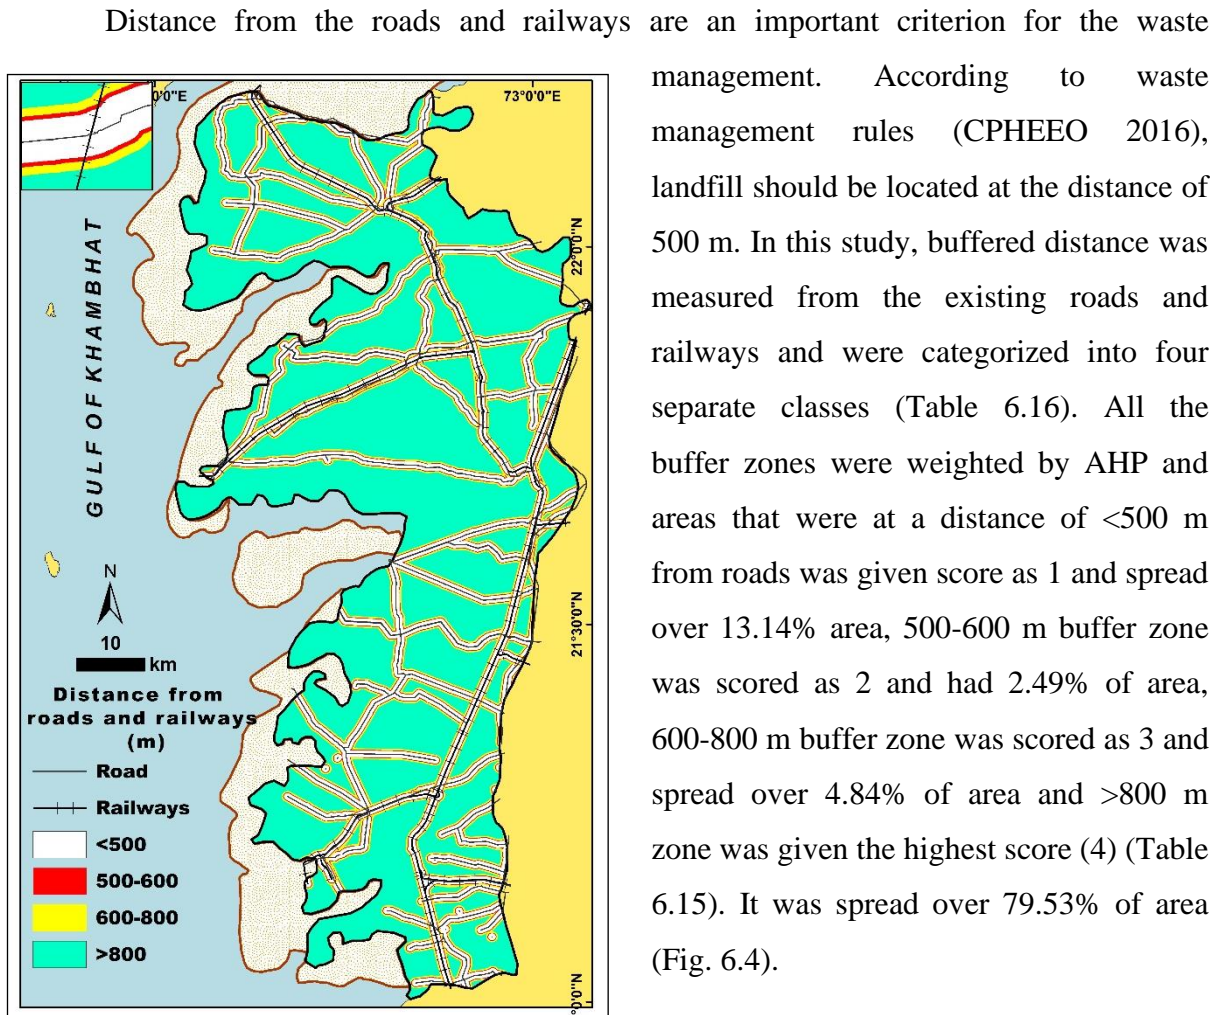 Distance from the roads and railways are an important criterion for the waste
management. According to waste
management rules (CPHEEO 2016),
landfill should be located at the distance of
500 m. In this study, buffered distance was
measured from the existing roads and
railways and were categorized into four
separate classes (Table 6.16). All the
buffer zones were weighted by AHP and
areas that were at a distance of <500 m
from roads was given score as 1 and spread
over 13.14% area, 500-600 m buffer zone
was scored as 2 and had 2.49% of area,
600-800 m buffer zone was scored as 3 and
spread over 4.84% of area and >800 m
zone was given the highest score (4) (Table
6.15). It was spread over 79.53% of area
(Fig. 6.4).
0'0"E
73°0'0"E
22°0'0"N
GULF OF KHAMBHAT
21°30'0"N
N
10
km
Distance from
roads and railways
(m)
Road
Railways
<500
500-600
600-800
>800
°0'0"N